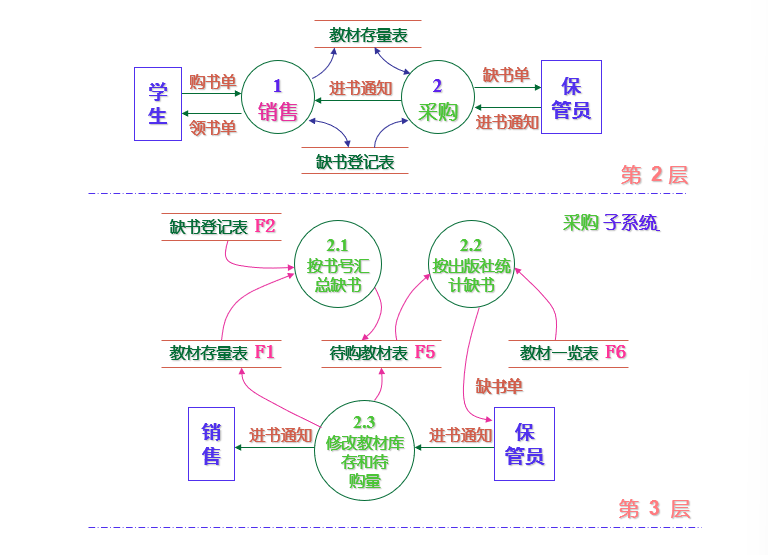 教材存量表
学
生
购书单
领书单
1
销售
进书通知
2
采购
缺书单
进书通知
保
管员
缺书登记表
第 2 层
缺书登记表 F2
采购 子系统
2.1
按书号汇
总缺书
2.2
按出版社统
计缺书
教材存量表 F1
待购教材表 F5
教材一览表 F6
缺书单
销
售
进书通知
2.3
修改教材库
存和待
购量
进书通知
保
管员
第 3 层